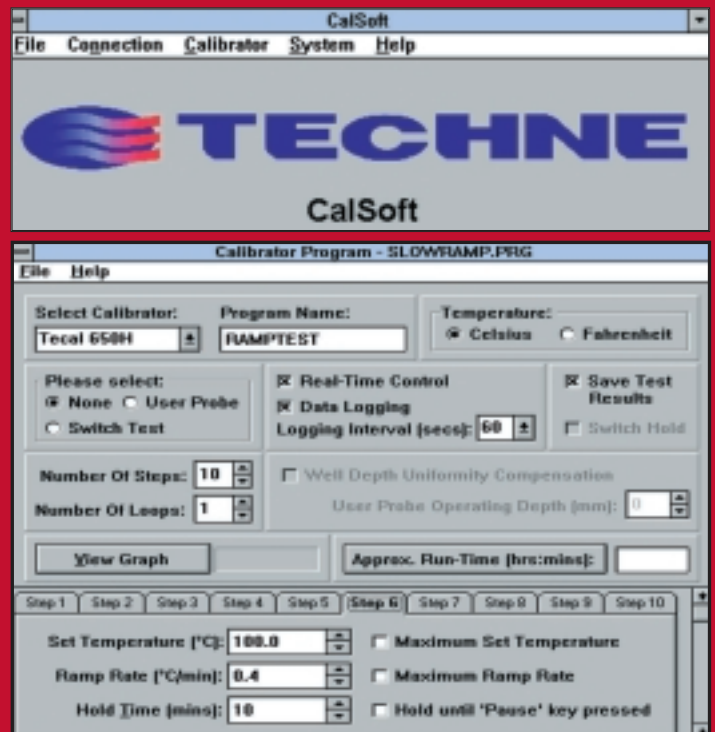 CalSoft
File Connection Calibrator System Help
TECHNE
CalSoft
Calibrator Program - SLOWRAMP.PRG
File Help
Select Calibrator: Program Name: Temperature:
Tecal 650H RAMPTEST Celsius Fahrenheit
Please select: Real-Time Control Save Test
None User Probe Data Logging Results
Switch Test Logging Interval (secs): 60 Switch Hold
Number Of Steps: 10 Well Depth Uniformity Compensation
Number Of Loops: 1 User Probe Operating Depth (mm): 0
View Graph Approx. Run-Time (hrs:mins):
Step 1 Step 2 Step 3 Step 4 Step 5 Step 6 Step 7 Step 8 Step 9 Step 10
Set Temperature (°C): 100.0 Maximum Set Temperature
Ramp Rate (°C/min): 0.4 Maximum Ramp Rate
Hold Time (mins): 10 Hold until 'Pause' key pressed